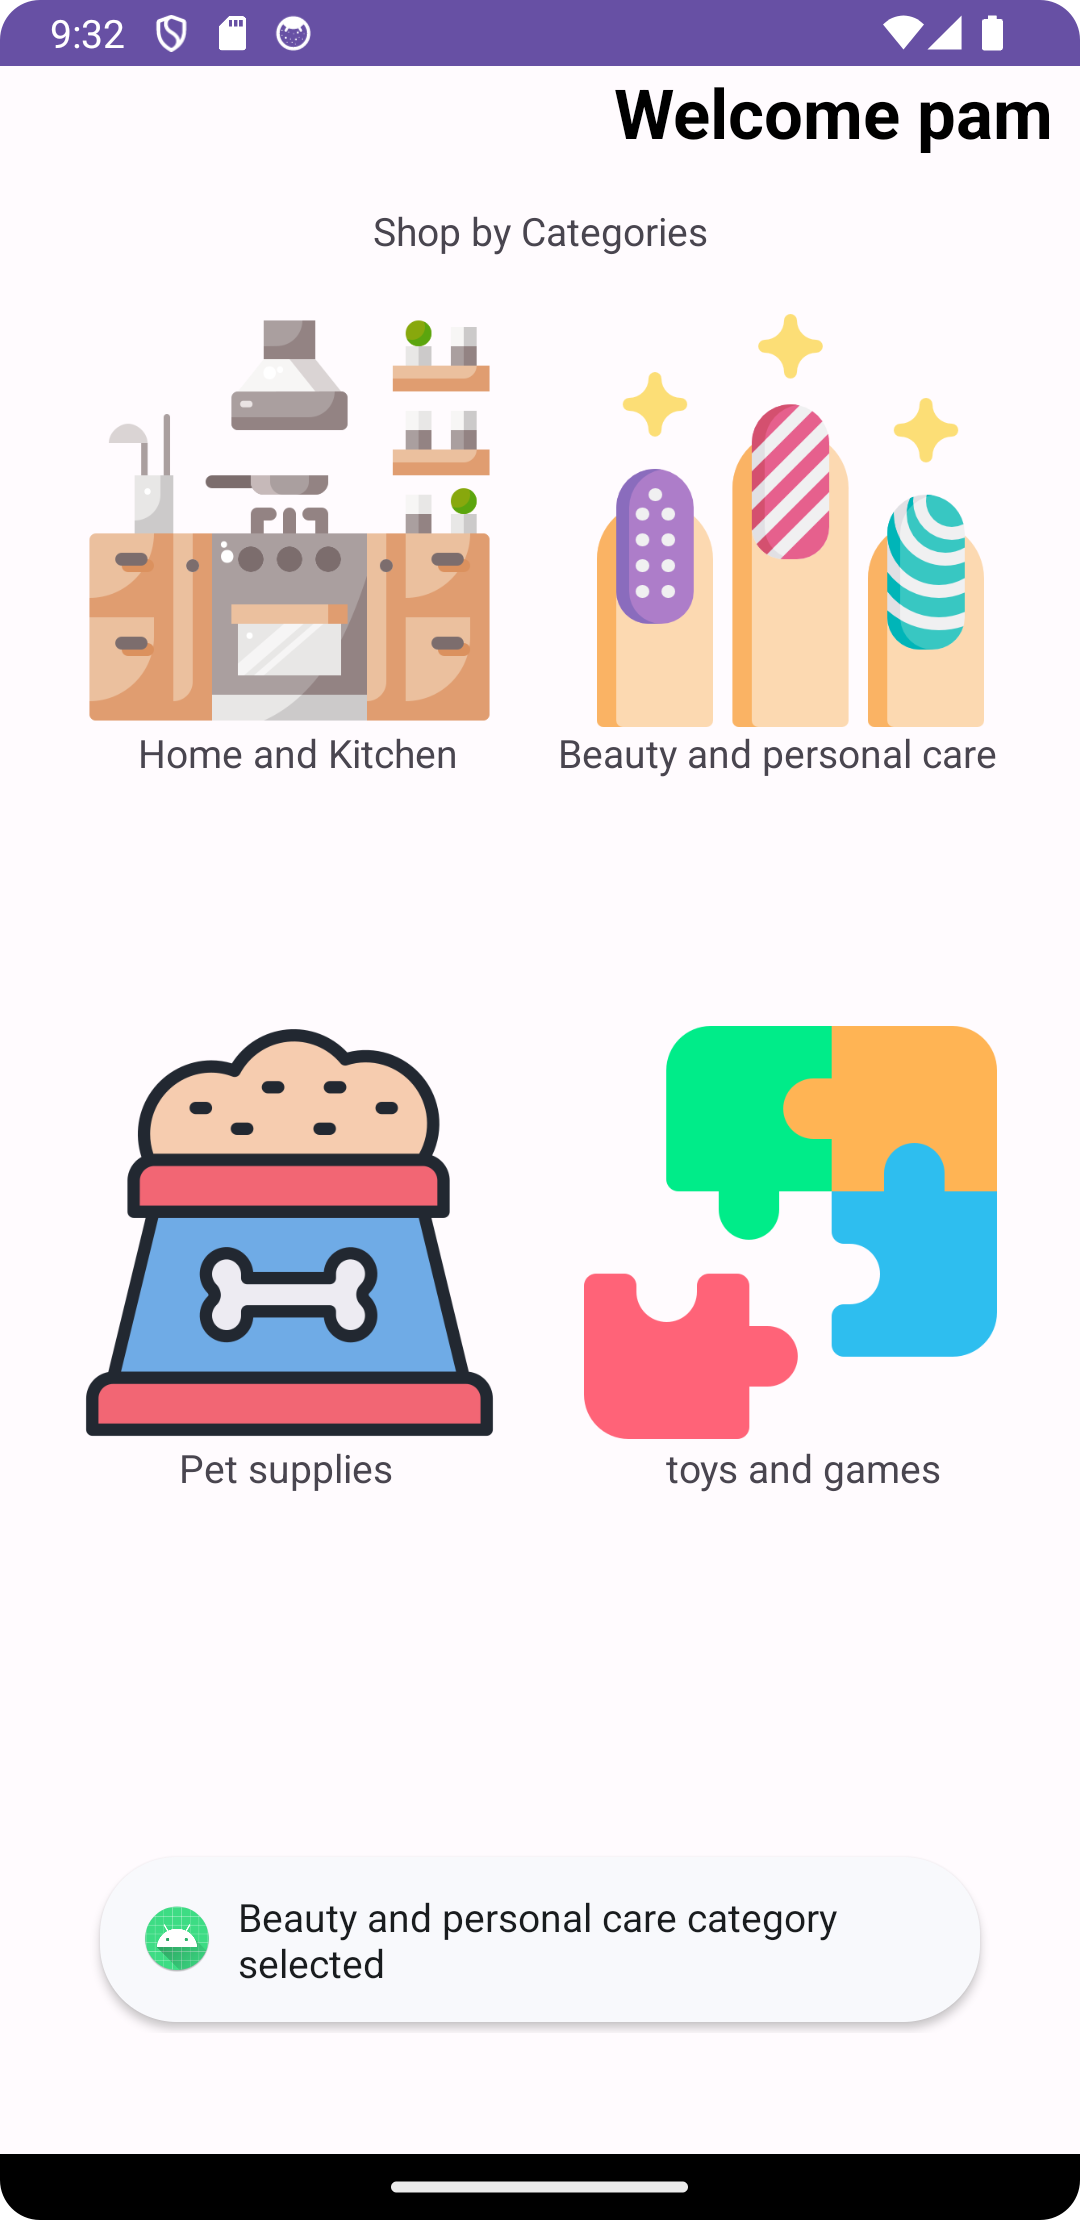 9:32
Welcome pam
Shop by Categories
Home and Kitchen
Beauty and personal care
Pet supplies
toys and games
Beauty and personal care category
selected